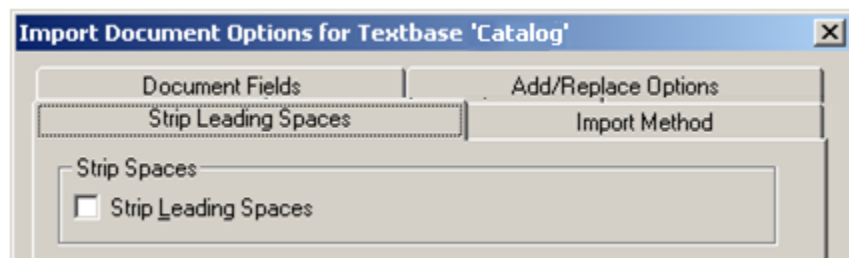 Import Document Options for Textbase 'Catalog'
Document Fields Add/Replace Options
Strip Leading Spaces Import Method
Strip Spaces
Strip Leading Spaces